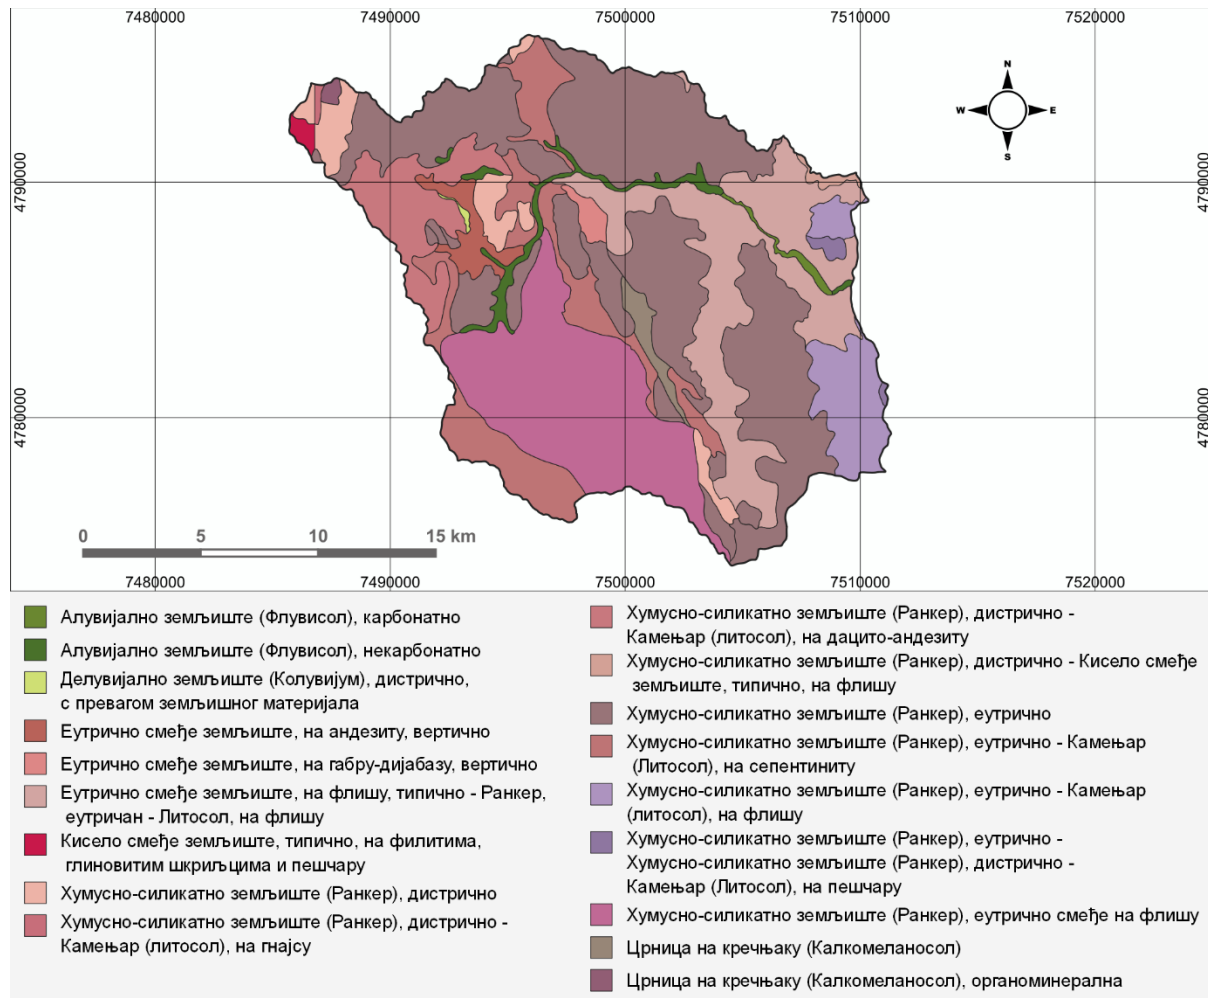 7480000 7490000 7500000 7510000 7520000
N
W E
S
4790000 4790000
4780000 4780000
0 5 10 15 km
7480000 7490000 7500000 7510000 7520000
Алувијално земљиште (Флувисол), карбонатно
Алувијално земљиште (Флувисол), некарбонатно
Делувијално земљиште (Колувијум), дистрично,
с превагом земљишног материјала
Еутрично смеђе земљиште, на андезиту, вертично
Еутрично смеђе земљиште, на габру-дијабазу, вертично
Еутрично смеђе земљиште, на флишу, типично - Ранкер,
еутричан - Литосол, на флишу
Кисело смеђе земљиште, типично, на филитима,
глиновитим шкриљцима и пешчару
Хумусно-силикатно земљиште (Ранкер), дистрично
Хумусно-силикатно земљиште (Ранкер), дистрично -
Камењар (литосол), на гнајсу
Хумусно-силикатно земљиште (Ранкер), дистрично -
Камењар (литосол), на дацито-андезиту
Хумусно-силикатно земљиште (Ранкер), дистрично - Кисело смеђе
земљиште, типично, на флишу
Хумусно-силикатно земљиште (Ранкер), еутрично
Хумусно-силикатно земљиште (Ранкер), еутрично - Камењар
(Литосол), на сепентиниту
Хумусно-силикатно земљиште (Ранкер), еутрично - Камењар
(литосол), на флишу
Хумусно-силикатно земљиште (Ранкер), еутрично -
Хумусно-силикатно земљиште (Ранкер), дистрично -
Камењар (Литосол), на пешчару
Хумусно-силикатно земљиште (Ранкер), еутрично смеђе на флишу
Црница на кречњаку (Калкомеланосол)
Црница на кречњаку (Калкомеланосол), органоминерална